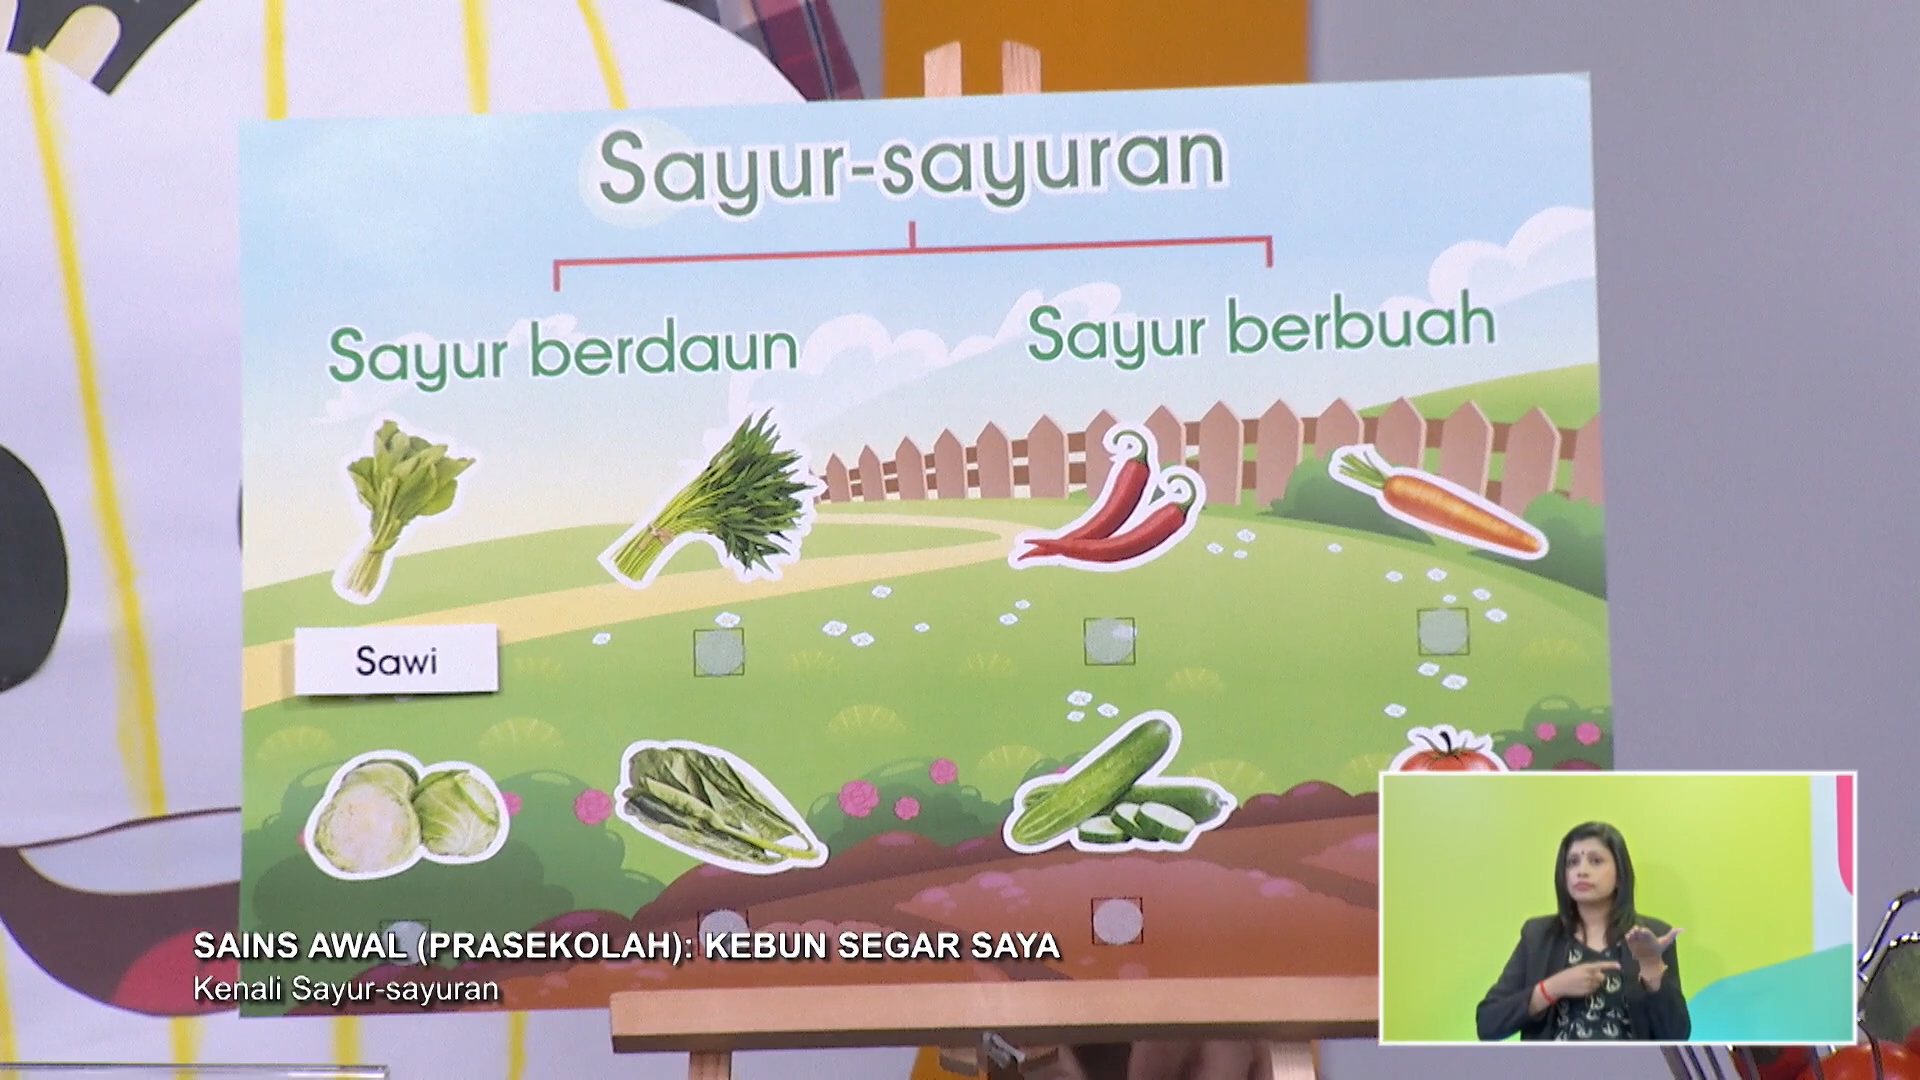 Sayur-sayuran
Sayur berdaun
Sayur berbuah
Sawi
SAINS AWAL (PRASEKOLAH): KEBUN SEGAR SAYA
Kenali Sayur-sayuran